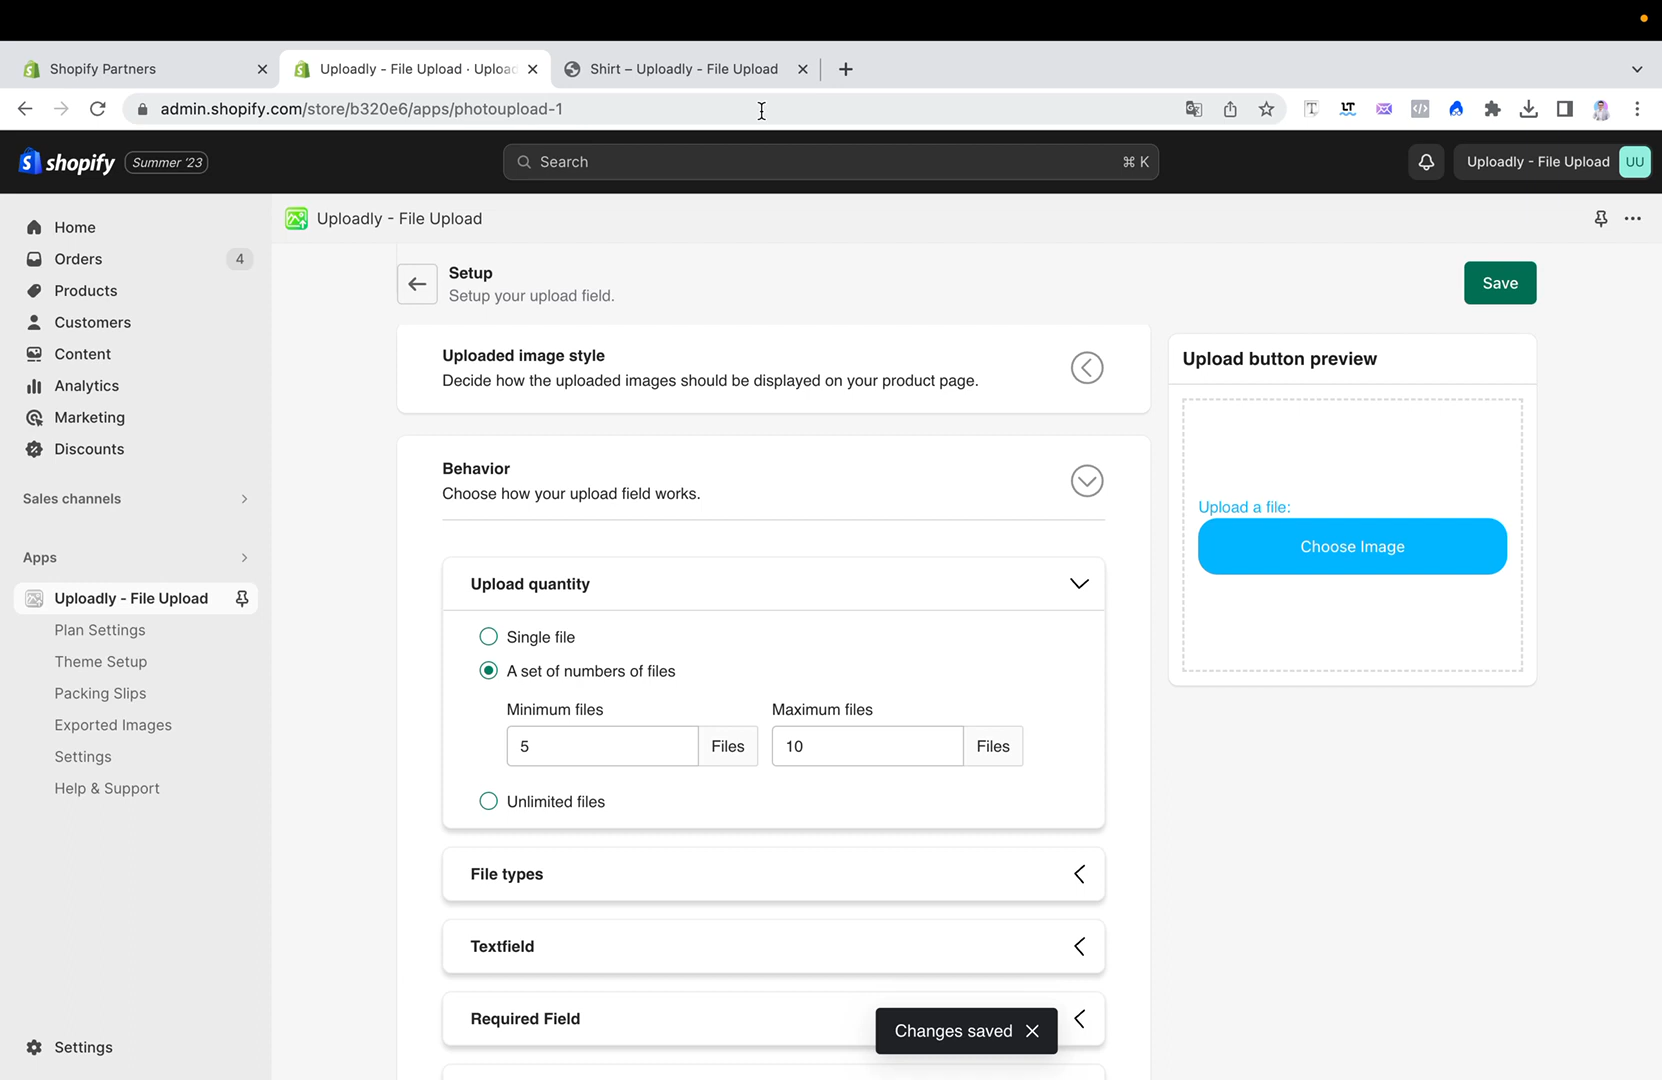 Shopify Partners
Uploadly - File Upload · Uploa
Shirt – Uploadly - File Upload
admin.shopify.com/store/b320e6/apps/photoupload-1
shopify
Summer '23
Search
⌘ K
Uploadly - File Upload
UU
Home
Orders
4
Products
Customers
Content
Analytics
Marketing
Discounts
Sales channels
Apps
Uploadly - File Upload
Plan Settings
Theme Setup
Packing Slips
Exported Images
Settings
Help & Support
Settings
Uploadly - File Upload
Setup
Setup your upload field.
Save
Uploaded image style
Decide how the uploaded images should be displayed on your product page.
Behavior
Choose how your upload field works.
Upload quantity
Single file
A set of numbers of files
Minimum files
Maximum files
5
Files
10
Files
Unlimited files
File types
Textfield
Required Field
Changes saved
Upload button preview
Upload a file:
Choose Image